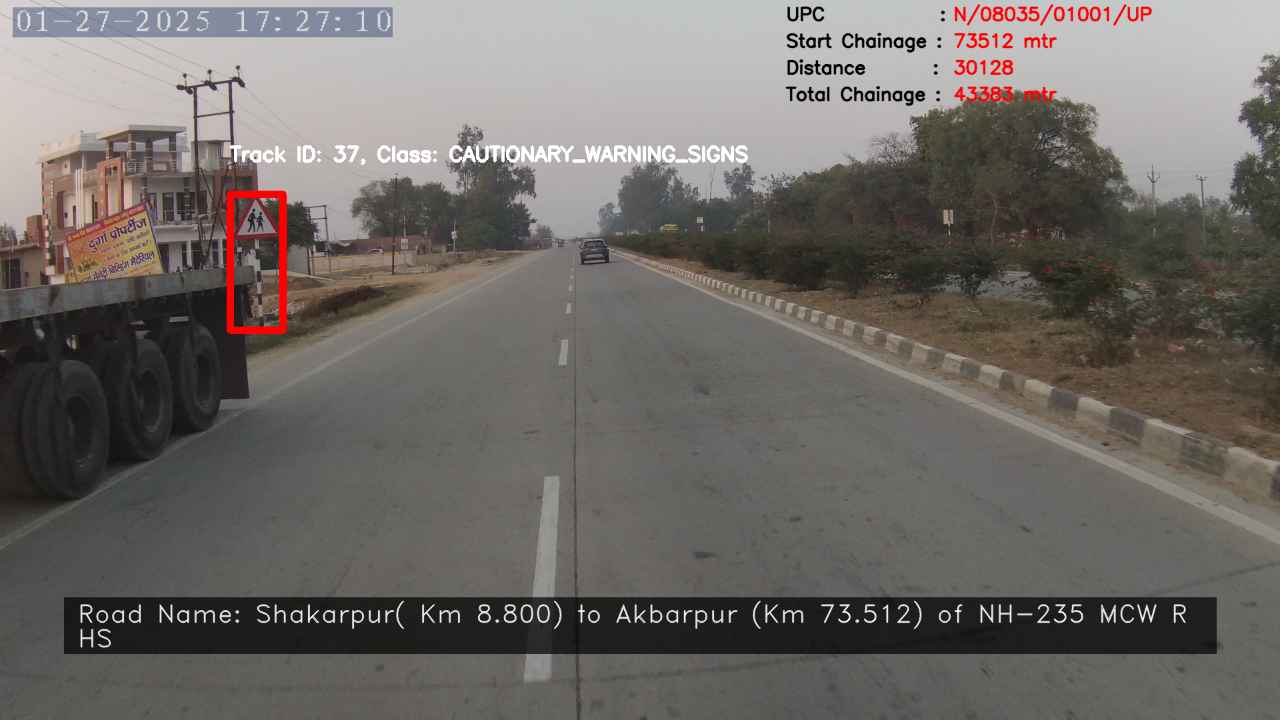 01-27-2025 17:27:10
UPC : N/08035/01001/UP
Start Chainage : 73512 mtr
Distance : 30128
Total Chainage : 43383 mtr
Track ID: 37, Class: CAUTIONARY_WARNING_SIGNS
दुर्गा प्रोपर्टीज
Road Name: Shakarpur( Km 8.800) to Akbarpur (Km 73.512) of NH-235 MCW R
HS